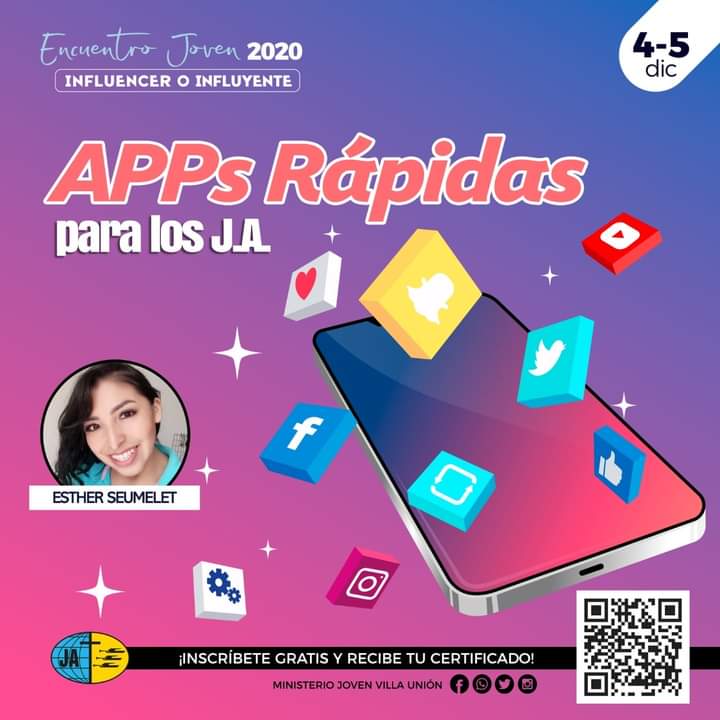 Encuentro Joven 2020
INFLUENCER O INFLUYENTE
4-5
dic
APPs Rápidas
para los J.A.
ESTHER SEUMELET
JA
¡INSCRÍBETE GRATIS Y RECIBE TU CERTIFICADO!
MINISTERIO JOVEN VILLA UNIÓN